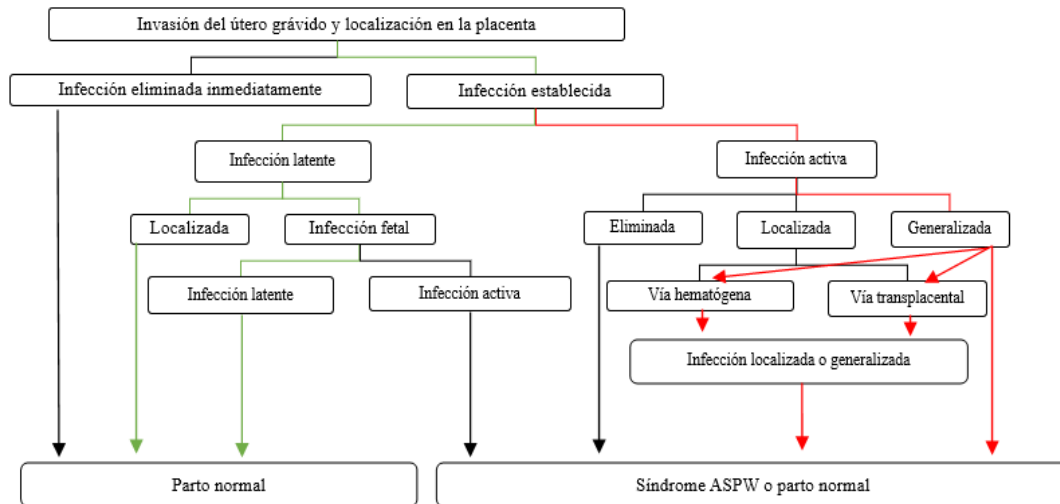 Invasión del útero grávido y localización en la placenta
Infección eliminada inmediatamente
Infección establecida
Infección latente
Infección activa
Localizada
Infección fetal
Eliminada
Localizada
Generalizada
Infección latente
Infección activa
Vía hematógena
Vía transplacental
Infección localizada o generalizada
Parto normal
Síndrome ASPW o parto normal